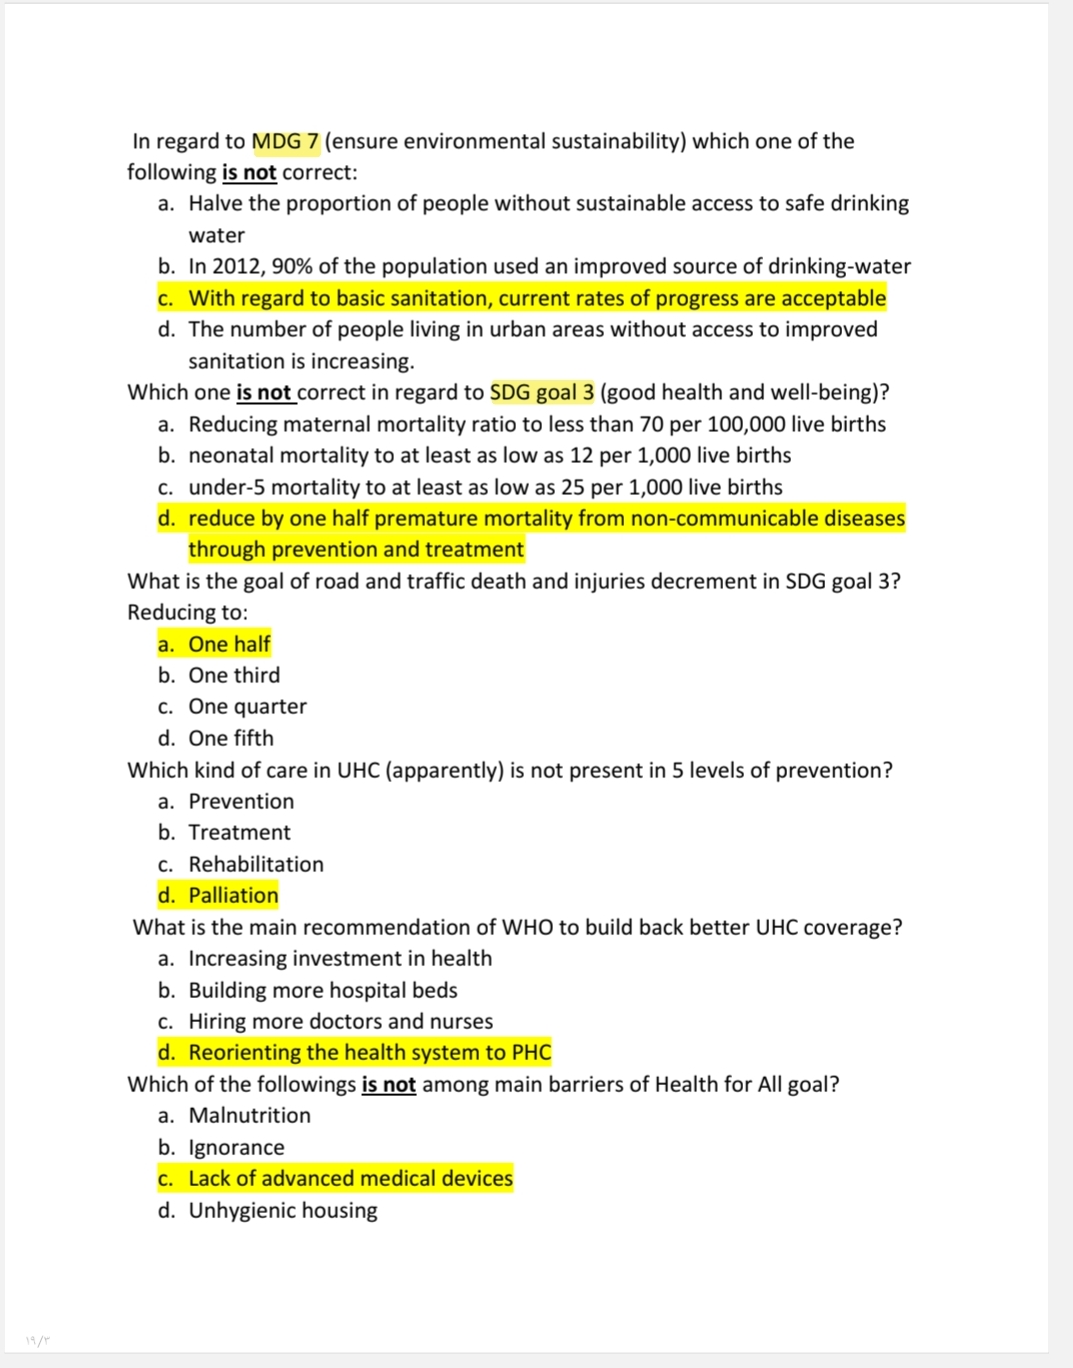 In regard to MDG 7 (ensure environmental sustainability) which one of the
following is not correct:
a. Halve the proportion of people without sustainable access to safe drinking
water
b. In 2012, 90% of the population used an improved source of drinking-water
c. With regard to basic sanitation, current rates of progress are acceptable
d. The number of people living in urban areas without access to improved
sanitation is increasing.
Which one is not correct in regard to SDG goal 3 (good health and well-being)?
a. Reducing maternal mortality ratio to less than 70 per 100,000 live births
b. neonatal mortality to at least as low as 12 per 1,000 live births
c. under-5 mortality to at least as low as 25 per 1,000 live births
d. reduce by one half premature mortality from non-communicable diseases
through prevention and treatment
What is the goal of road and traffic death and injuries decrement in SDG goal 3?
Reducing to:
a. One half
b. One third
c. One quarter
d. One fifth
Which kind of care in UHC (apparently) is not present in 5 levels of prevention?
a. Prevention
b. Treatment
c. Rehabilitation
d. Palliation
What is the main recommendation of WHO to build back better UHC coverage?
a. Increasing investment in health
b. Building more hospital beds
c. Hiring more doctors and nurses
d. Reorienting the health system to PHC
Which of the followings is not among main barriers of Health for All goal?
a. Malnutrition
b. Ignorance
c. Lack of advanced medical devices
d. Unhygienic housing
١٩/٣